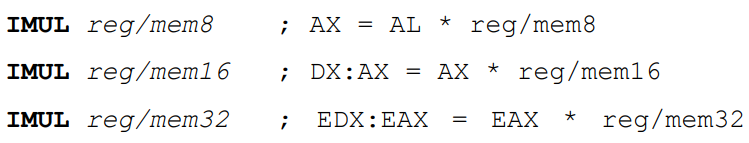 IMUL reg/mem8 ; AX = AL * reg/mem8
IMUL reg/mem16 ; DX:AX = AX * reg/mem16
IMUL reg/mem32 ; EDX:EAX = EAX * reg/mem32